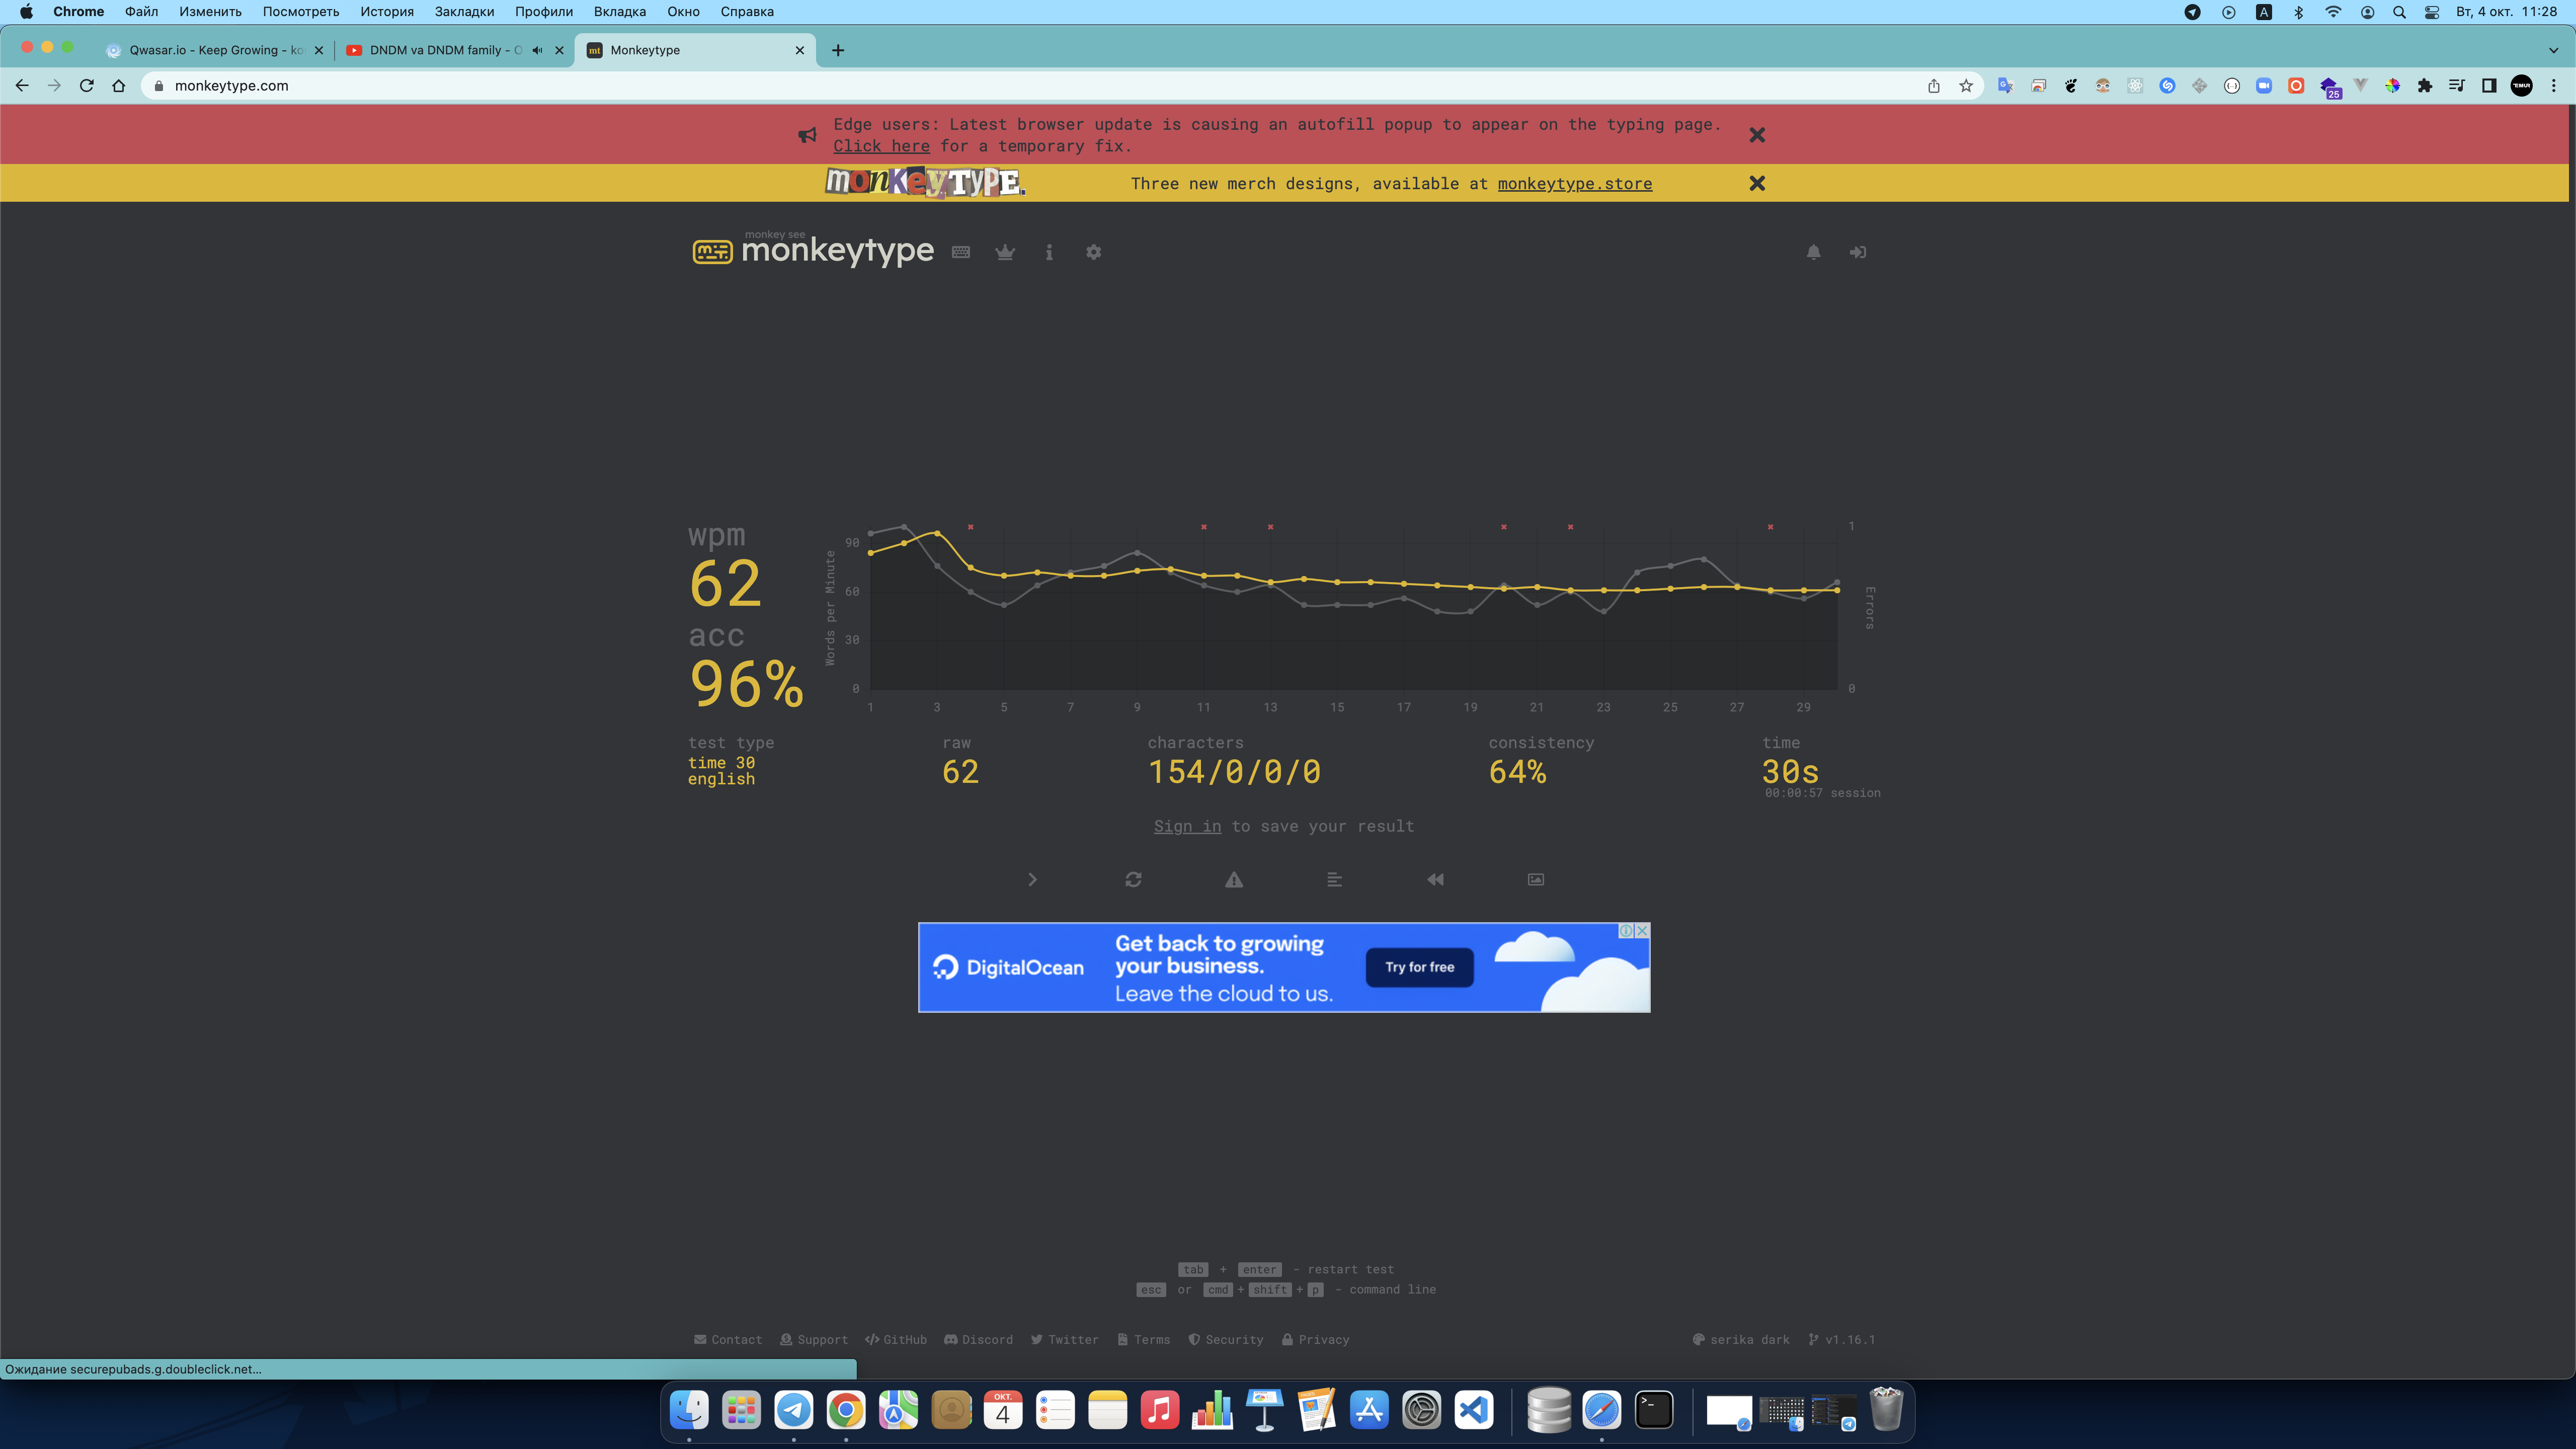 Chrome Файл Изменить Посмотреть История Закладки Профили Вкладка Окно Справка A Вт, 4 окт. 11:28
Qwasar.io - Keep Growing - ko DNDM va DNDM family - mt Monkeytype
monkeytype.com 25 TEMUR
Edge users: Latest browser update is causing an autofill popup to appear on the typing page.
Click here for a temporary fix.
monKeyTYPE. Three new merch designs, available at monkeytype.store
monkey see
monkeytype
wpm
62
acc
96%
Words per Minute
90
60
30
0
1
Errors
0
1 3 5 7 9 11 13 15 17 19 21 23 25 27 29
test type raw characters consistency time
time 30
english
62 154/0/0/0 64% 30s
00:00:57 session
Sign in to save your result
DigitalOcean
Get back to growing
your business.
Leave the cloud to us.
Try for free
tab + enter - restart test
esc or cmd + shift + p - command line
Contact Support GitHub Discord Twitter Terms Security Privacy serika dark v1.16.1
Ожидание securepubads.g.doubleclick.net...
ОКТ.
4